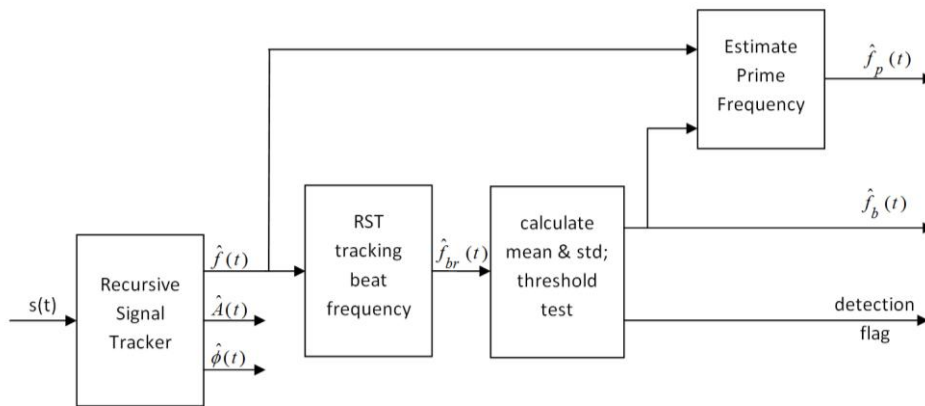 Estimate
Prime
Frequency
f̂_p (t)
RST
tracking
beat
frequency
calculate
mean & std;
threshold
test
f̂_b (t)
f̂(t)
f̂_br (t)
s(t)
Recursive
Signal
Tracker
Â(t)
ϕ̂(t)
detection
flag